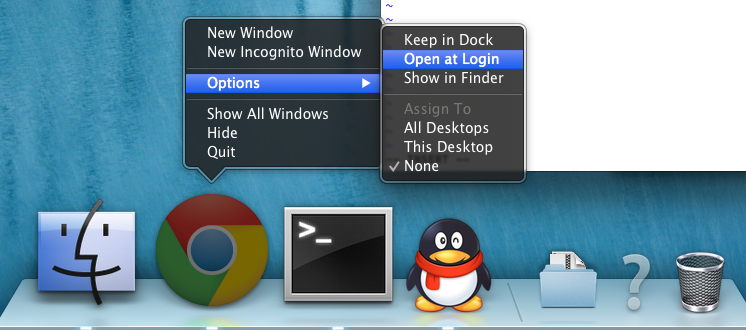 ~
~
New Window
New Incognito Window
Options
Show All Windows
Hide
Quit
Keep in Dock
Open at Login
Show in Finder
Assign To
All Desktops
This Desktop
✓ None
>_
?